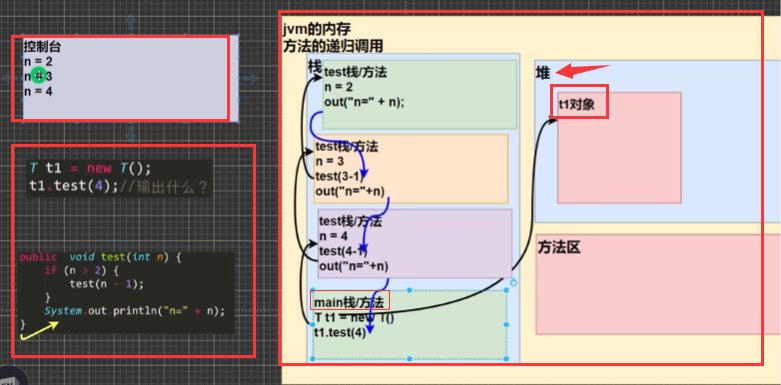 控制台
n = 2
n = 3
n = 4
T t1 = new T();
t1.test(4);//输出什么？
public void test(int n) {
if (n > 2) {
test(n - 1);
}
System.out.println("n=" + n);
}
jvm的内存
方法的递归调用
栈
test栈/方法
n = 2
out("n=" + n);
test栈/方法
n = 3
test(3-1)
out("n="+n)
test栈/方法
n = 4
test(4-1)
out("n="+n)
main栈/方法
T t1 = new T()
t1.test(4)
堆
t1对象
方法区